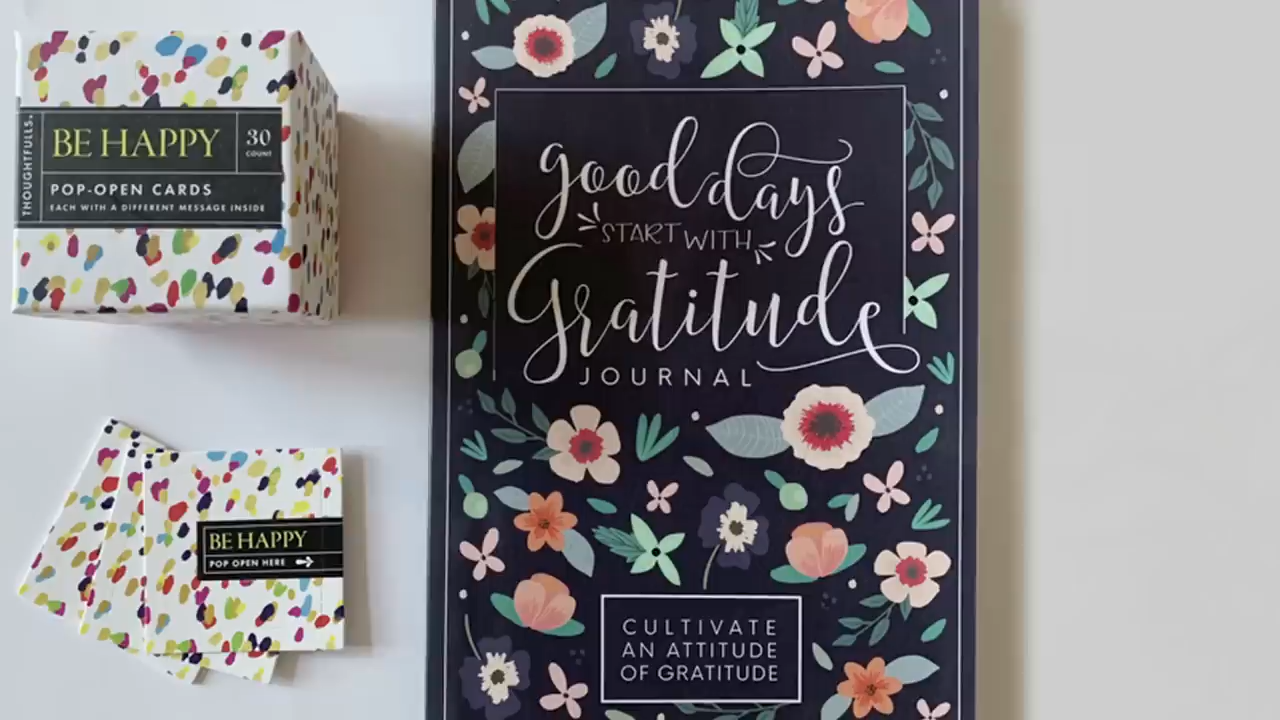 THOUGHTFULLS.
BE HAPPY
30
COUNT
POP-OPEN CARDS
EACH WITH A DIFFERENT MESSAGE INSIDE
BE HAPPY
POP OPEN HERE
good days
START WITH
Gratitude
JOURNAL
CULTIVATE
AN ATTITUDE
OF GRATITUDE